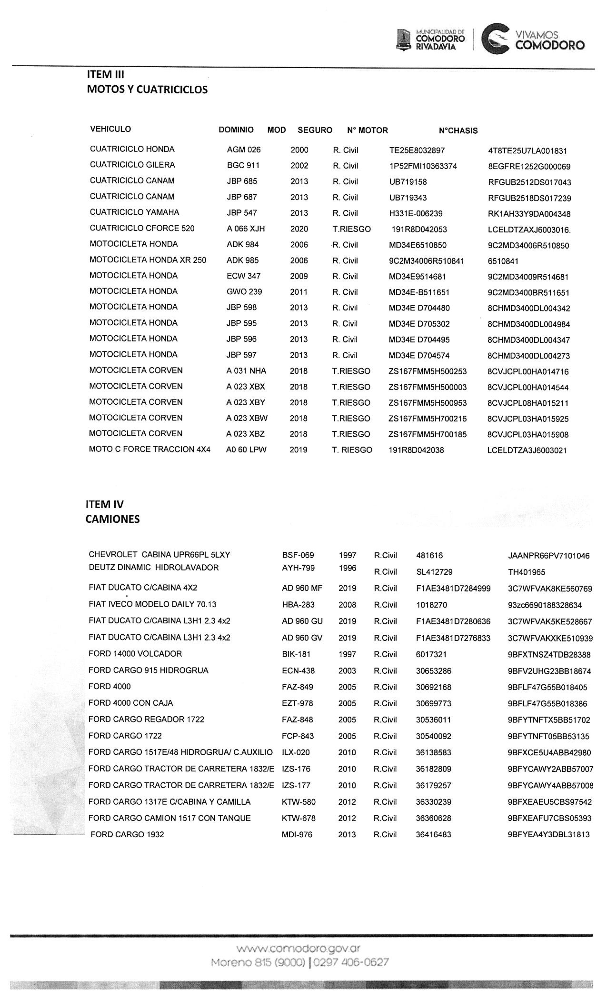 MUNICIPALIDAD DE
COMODORO
RIVADAVIA
VIVAMOS
COMODORO
ITEM III
MOTOS Y CUATRICICLOS
VEHICULO DOMINIO MOD SEGURO N° MOTOR N°CHASIS
CUATRICICLO HONDA AGM 026 2000 R. Civil TE25E8032897 4T8TE25U7LA001831
CUATRICICLO GILERA BGC 911 2002 R. Civil 1P52FMI10363374 8EGFRE1252G000069
CUATRICICLO CANAM JBP 685 2013 R. Civil UB719158 RFGUB2512DS017043
CUATRICICLO CANAM JBP 687 2013 R. Civil UB719343 RFGUB2518DS017239
CUATRICICLO YAMAHA JBP 547 2013 R. Civil H331E-006239 RK1AH33Y9DA004348
CUATRICICLO CFORCE 520 A 066 XJH 2020 T.RIESGO 191R8D042053 LCELDTZAXJ6003016.
MOTOCICLETA HONDA ADK 984 2006 R. Civil MD34E6510850 9C2MD34006R510850
MOTOCICLETA HONDA XR 250 ADK 985 2006 R. Civil 9C2M34006R510841 6510841
MOTOCICLETA HONDA ECW 347 2009 R. Civil MD34E9514681 9C2MD34009R514681
MOTOCICLETA HONDA GWO 239 2011 R. Civil MD34E-B511651 9C2MD3400BR511651
MOTOCICLETA HONDA JBP 598 2013 R. Civil MD34E D704480 8CHMD3400DL004342
MOTOCICLETA HONDA JBP 595 2013 R. Civil MD34E D705302 8CHMD3400DL004984
MOTOCICLETA HONDA JBP 596 2013 R. Civil MD34E D704495 8CHMD3400DL004347
MOTOCICLETA HONDA JBP 597 2013 R. Civil MD34E D704574 8CHMD3400DL004273
MOTOCICLETA CORVEN A 031 NHA 2018 T.RIESGO ZS167FMM5H500253 8CVJCPL00HA014716
MOTOCICLETA CORVEN A 023 XBX 2018 T.RIESGO ZS167FMM5H500003 8CVJCPL00HA014544
MOTOCICLETA CORVEN A 023 XBY 2018 T.RIESGO ZS167FMM5H500953 8CVJCPL08HA015211
MOTOCICLETA CORVEN A 023 XBW 2018 T.RIESGO ZS167FMM5H700216 8CVJCPL03HA015925
MOTOCICLETA CORVEN A 023 XBZ 2018 T.RIESGO ZS167FMM5H700185 8CVJCPL03HA015908
MOTO C FORCE TRACCION 4X4 A0 60 LPW 2019 T. RIESGO 191R8D042038 LCELDTZA3J6003021
ITEM IV
CAMIONES
CHEVROLET CABINA UPR66PL 5LXY BSF-069 1997 R.Civil 481616 JAANPR66PV7101046
DEUTZ DINAMIC HIDROLAVADOR AYH-799 1996 R.Civil SL412729 TH401965
FIAT DUCATO C/CABINA 4X2 AD 960 MF 2019 R.Civil F1AE3481D7284999 3C7WFVAK8KE560769
FIAT IVECO MODELO DAILY 70.13 HBA-283 2008 R.Civil 1018270 93zc6690188328634
FIAT DUCATO C/CABINA L3H1 2.3 4x2 AD 960 GU 2019 R.Civil F1AE3481D7280636 3C7WFVAK5KE528667
FIAT DUCATO C/CABINA L3H1 2.3 4x2 AD 960 GV 2019 R.Civil F1AE3481D7276833 3C7WFVAKXKE510939
FORD 14000 VOLCADOR BIK-181 1997 R.Civil 6017321 9BFXTNSZ4TDB28388
FORD CARGO 915 HIDROGRUA ECN-438 2003 R.Civil 30653286 9BFV2UHG23BB18674
FORD 4000 FAZ-849 2005 R.Civil 30692168 9BFLF47G55B018405
FORD 4000 CON CAJA EZT-978 2005 R.Civil 30699773 9BFLF47G55B018386
FORD CARGO REGADOR 1722 FAZ-848 2005 R.Civil 30536011 9BFYTNFTX5BB51702
FORD CARGO 1722 FCP-843 2005 R.Civil 30540092 9BFYTNFT05BB53135
FORD CARGO 1517E/48 HIDROGRUA/ C.AUXILIO ILX-020 2010 R.Civil 36138583 9BFXCE5U4ABB42980
FORD CARGO TRACTOR DE CARRETERA 1832/E IZS-176 2010 R.Civil 36182809 9BFYCAWY2ABB57007
FORD CARGO TRACTOR DE CARRETERA 1832/E IZS-177 2010 R.Civil 36179257 9BFYCAWY4ABB57008
FORD CARGO 1317E C/CABINA Y CAMILLA KTW-580 2012 R.Civil 36330239 9BFXEAEU5CBS97542
FORD CARGO CAMION 1517 CON TANQUE KTW-678 2012 R.Civil 36360628 9BFXEAFU7CBS05393
FORD CARGO 1932 MDI-976 2013 R.Civil 36416483 9BFYEA4Y3DBL31813
www.comodoro.gov.ar
Moreno 815 (9000) | 0297 406-0627